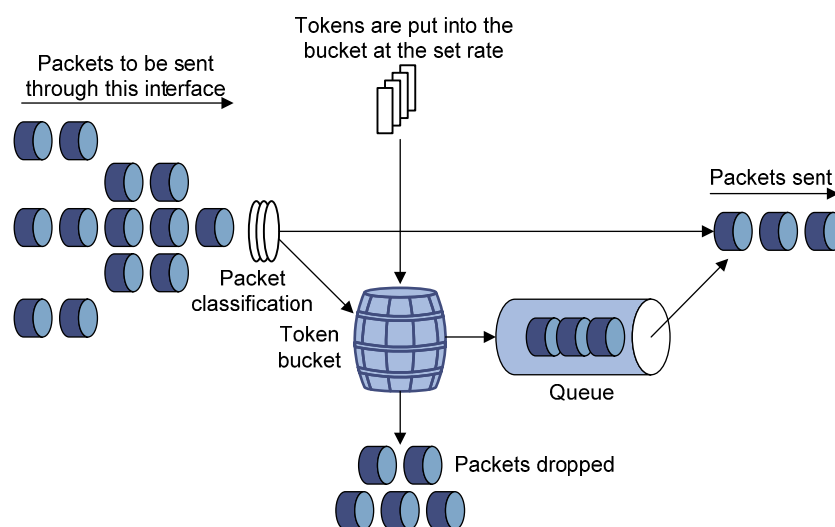 Tokens are put into the
bucket at the set rate
Packets to be sent
through this interface
Packets sent
Packet
classification
Token
bucket
Queue
Packets dropped